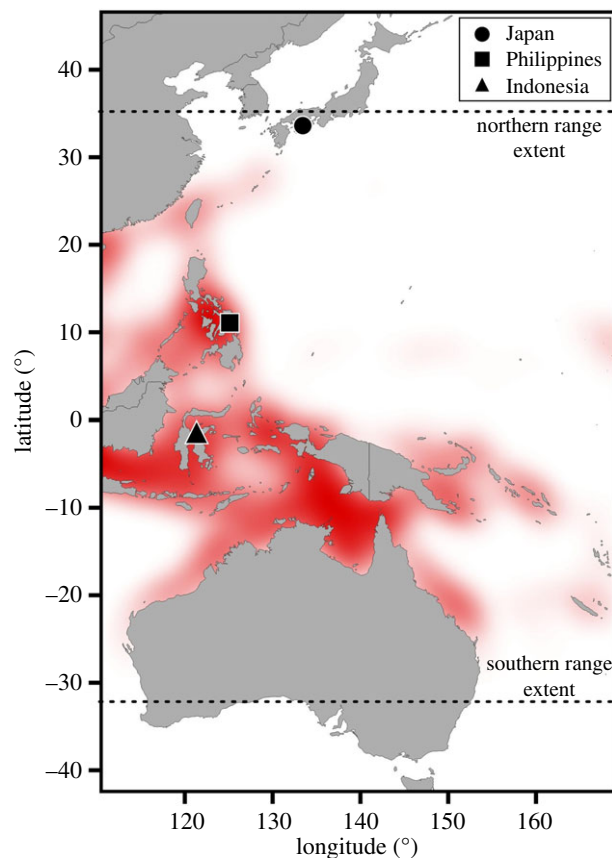 Japan
Philippines
Indonesia
40
30
20
10
0
–10
–20
–30
–40
northern range
extent
southern range
extent
120
130
140
150
160
latitude (°)
longitude (°)